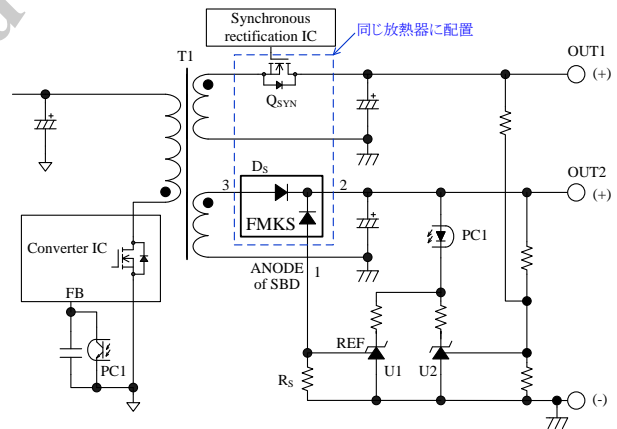 Synchronous
rectification IC
同じ放熱器に配置
T1
OUT1
(+)
QSYN
DS
OUT2
3
2
(+)
FMKS
PC1
Converter IC
ANODE
of SBD
1
FB
REF
U1
U2
PC1
RS
(-)